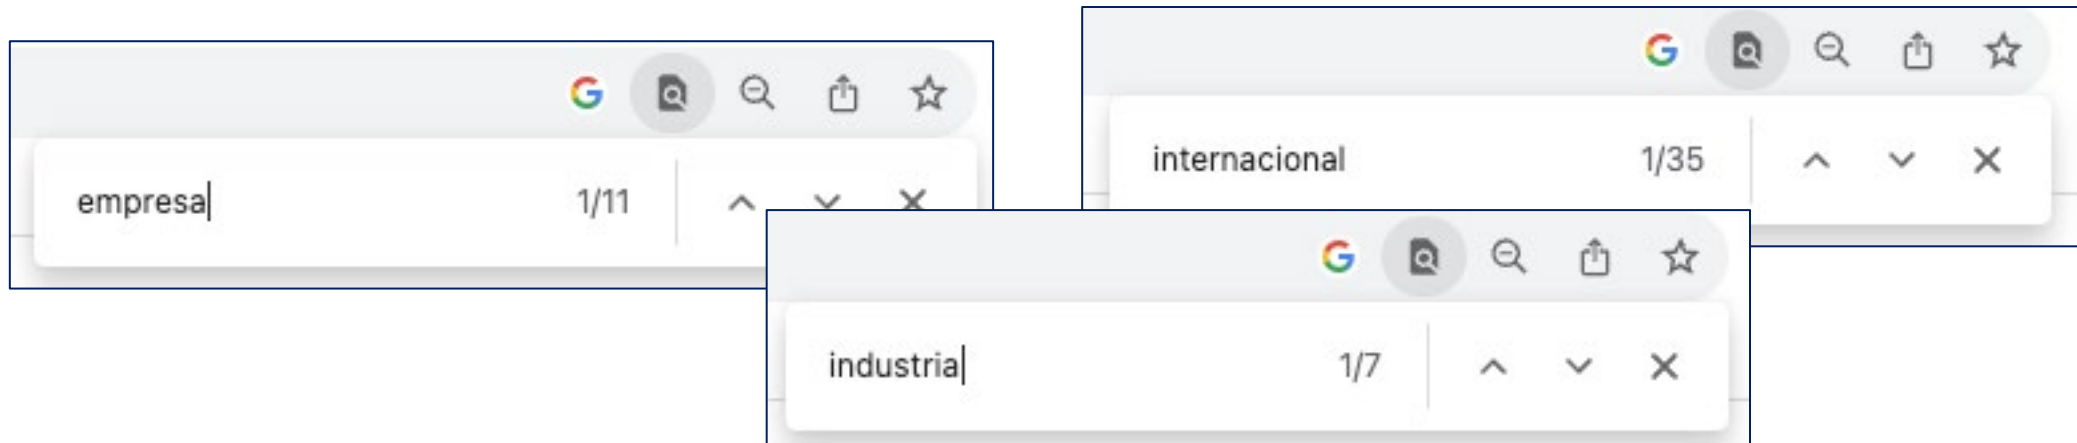 empresa 1/11
internacional 1/35
industria 1/7